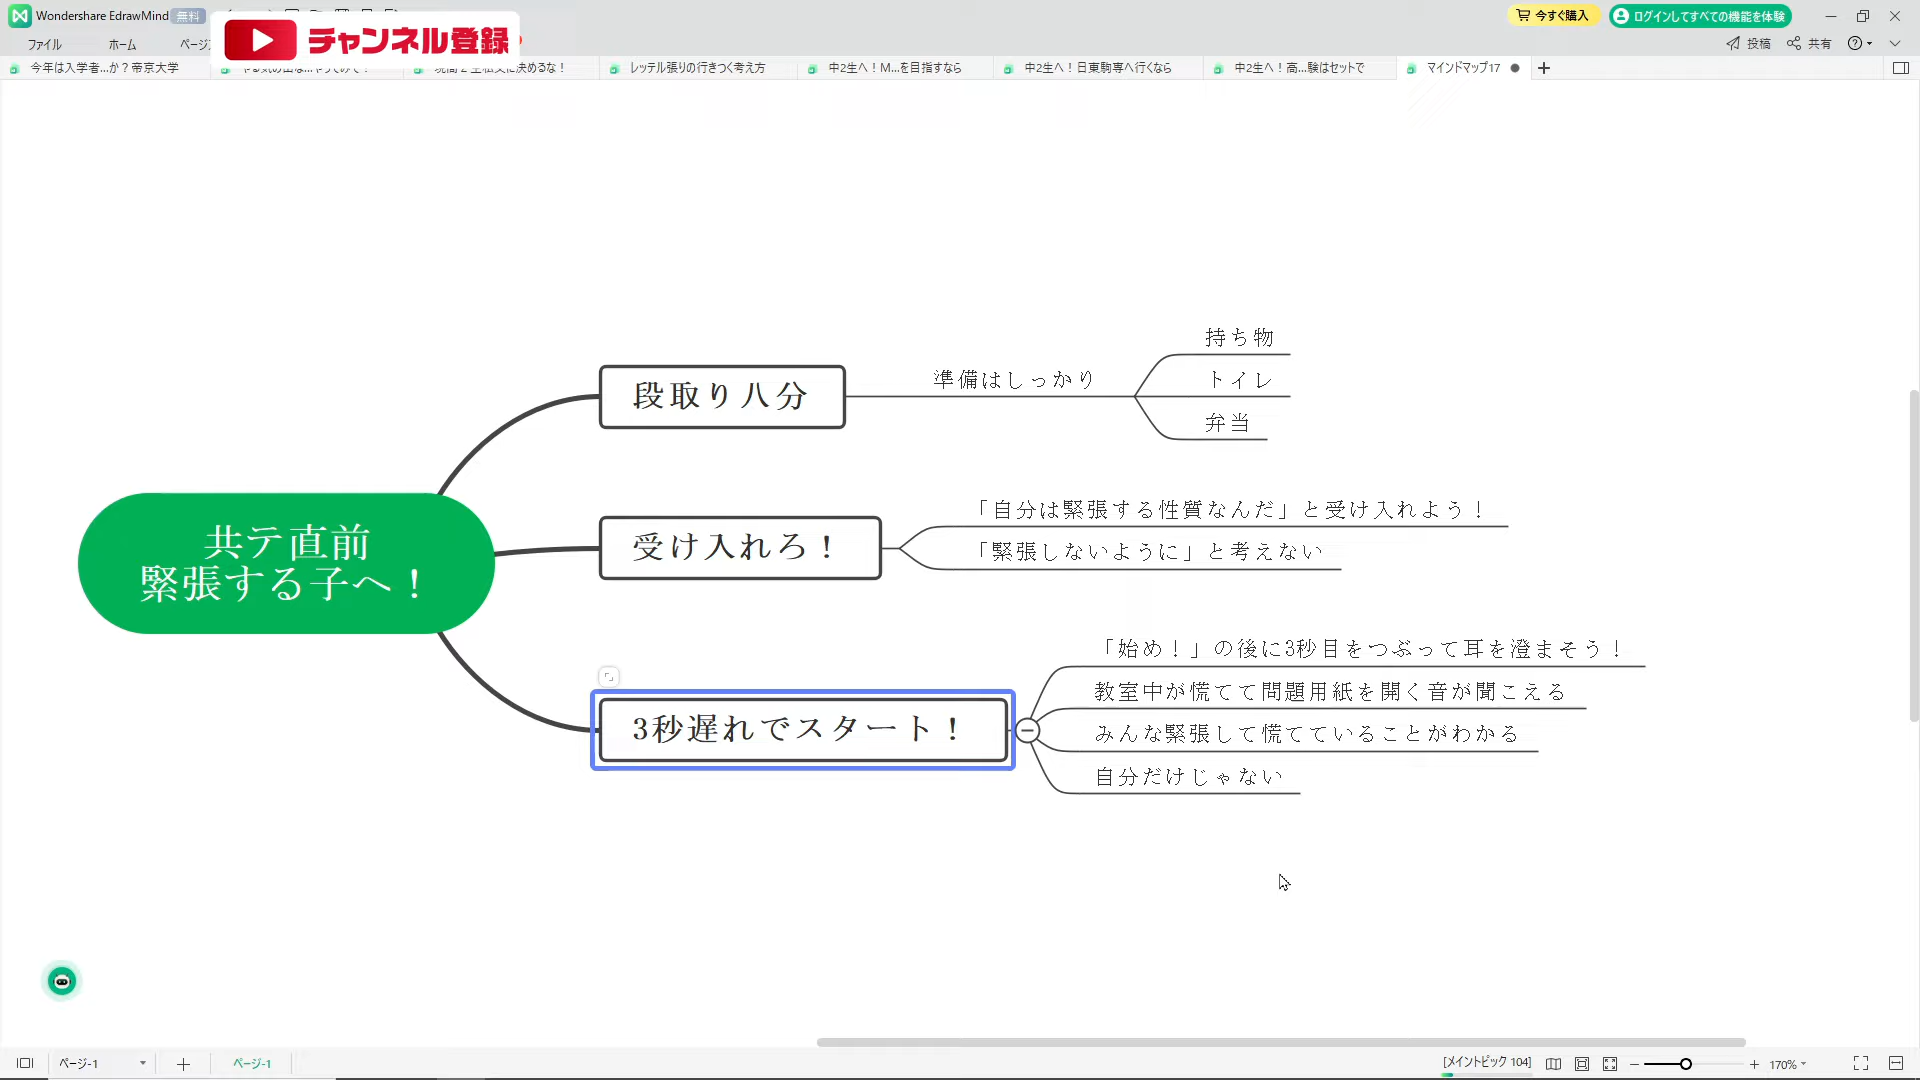 Wondershare EdrawMind 無料
今すぐ購入
ログインしてすべての機能を体験
チャンネル登録
ファイル ホーム
投稿 共有
今年は入学者...か?帝京大学
レッテル張りの行きつく考え方
中2生へ!M...を目指すなら
中2生へ!日東駒専へ行くなら
中2生へ!高...験はセットで
マインドマップ17
持ち物
段取り八分
準備はしっかり
トイレ
弁当
「自分は緊張する性質なんだ」と受け入れよう!
受け入れろ!
「緊張しないように」と考えない
共テ直前
緊張する子へ!
「始め!」の後に3秒目をつぶって耳を澄まそう!
教室中が慌てて問題用紙を開く音が聞こえる
3秒遅れでスタート!
みんな緊張して慌てていることがわかる
自分だけじゃない
ページ-1
ページ-1
[メイントピック 104]
170%